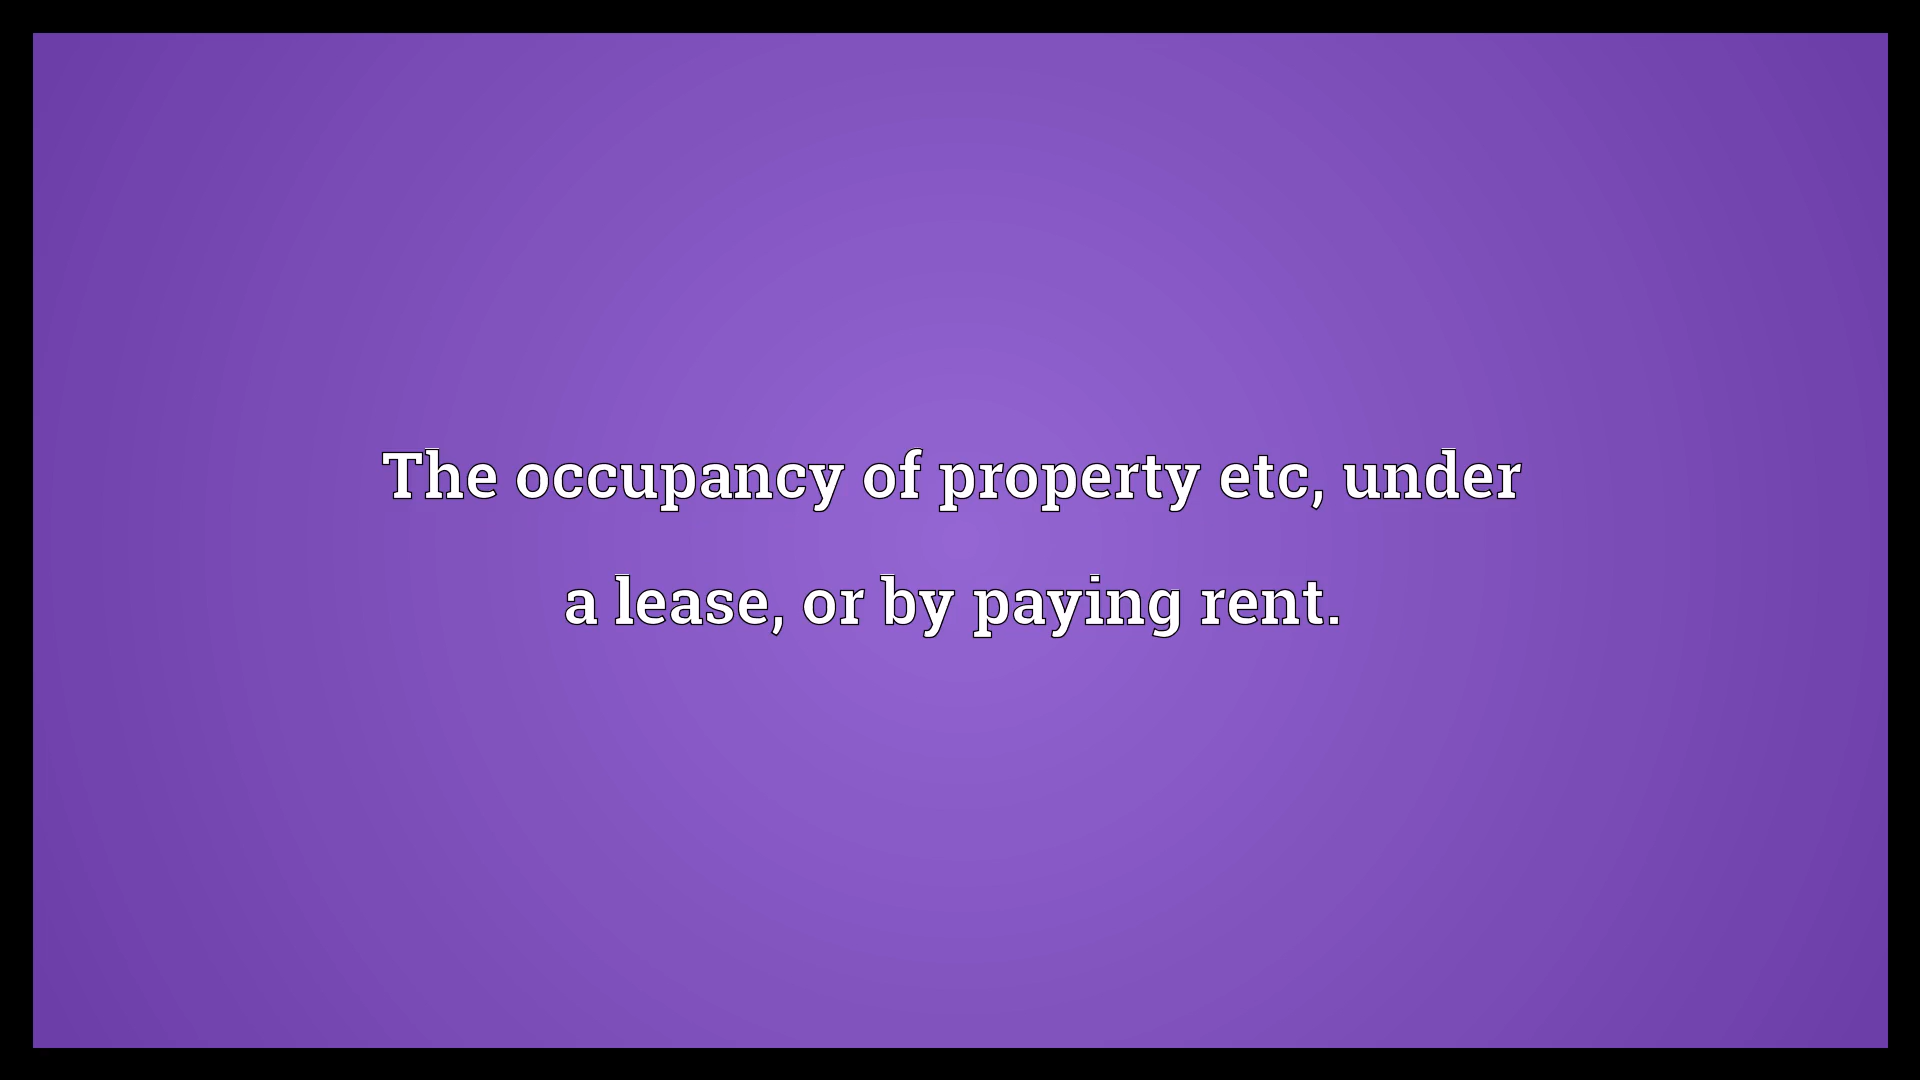 The occupancy of property etc, under
a lease, or by paying rent.